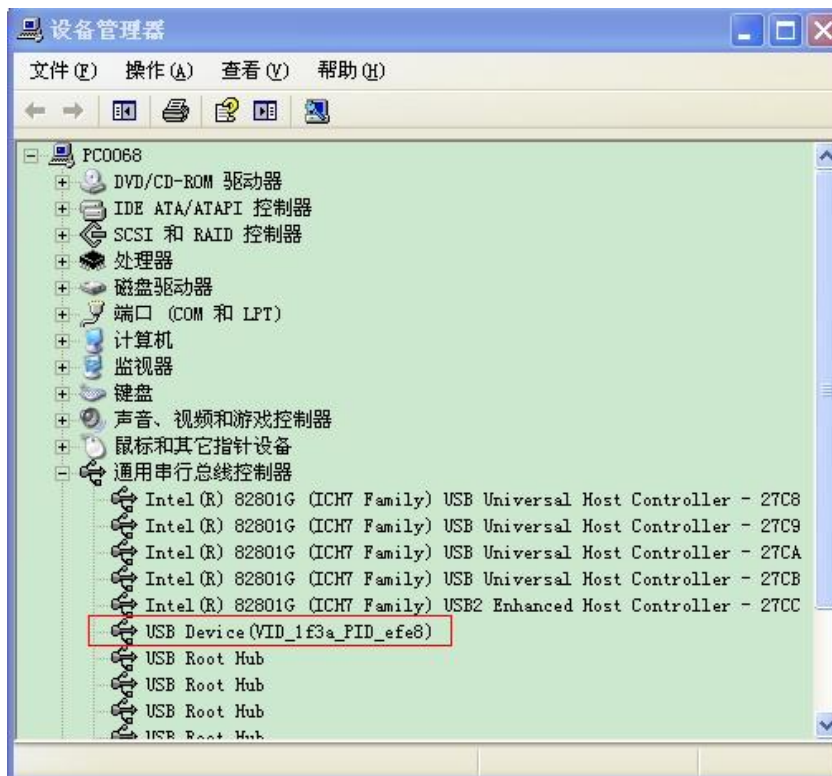 设备管理器
文件(F) 操作(A) 查看(V) 帮助(H)
PC0068
DVD/CD-ROM 驱动器
IDE ATA/ATAPI 控制器
SCSI 和 RAID 控制器
处理器
磁盘驱动器
端口 (COM 和 LPT)
计算机
监视器
键盘
声音、视频和游戏控制器
鼠标和其它指针设备
通用串行总线控制器
Intel(R) 82801G (ICH7 Family) USB Universal Host Controller - 27C8
Intel(R) 82801G (ICH7 Family) USB Universal Host Controller - 27C9
Intel(R) 82801G (ICH7 Family) USB Universal Host Controller - 27CA
Intel(R) 82801G (ICH7 Family) USB Universal Host Controller - 27CB
Intel(R) 82801G (ICH7 Family) USB2 Enhanced Host Controller - 27CC
USB Device(VID_1f3a_PID_efe8)
USB Root Hub
USB Root Hub
USB Root Hub
USB Root Hub